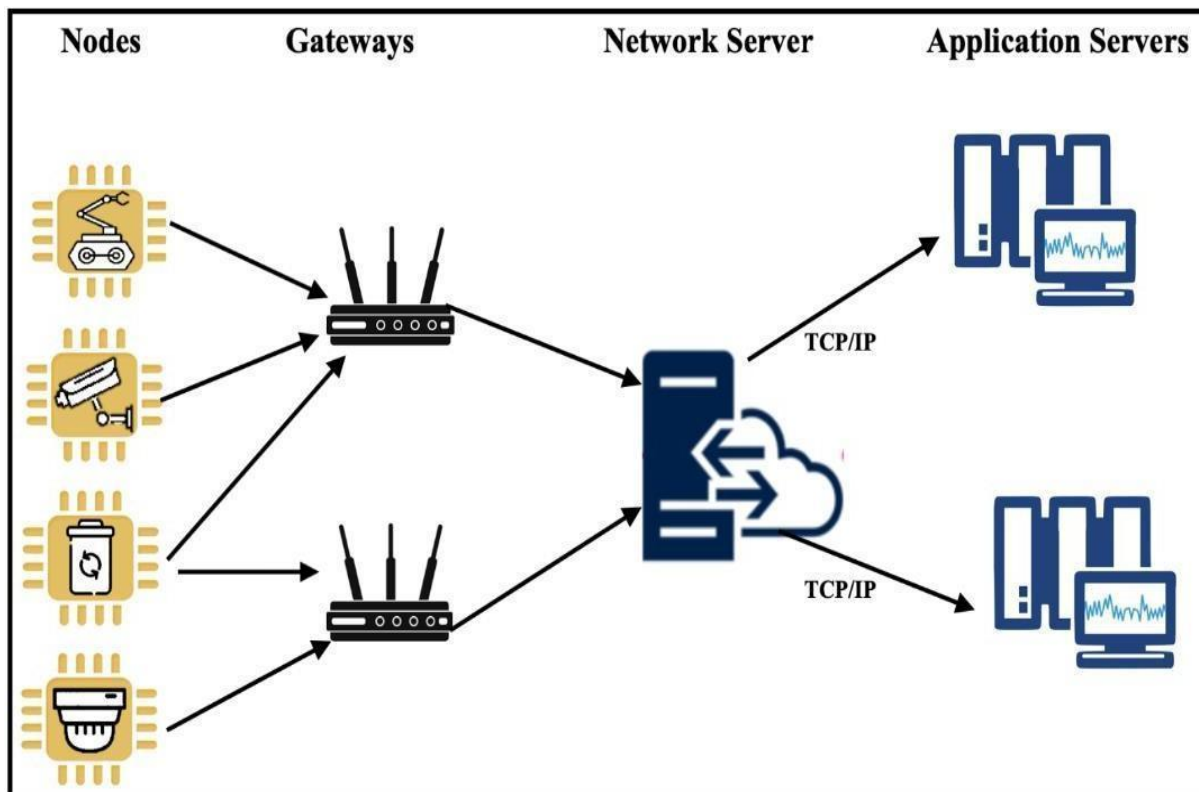 Nodes
Gateways
Network Server
Application Servers
TCP/IP
TCP/IP